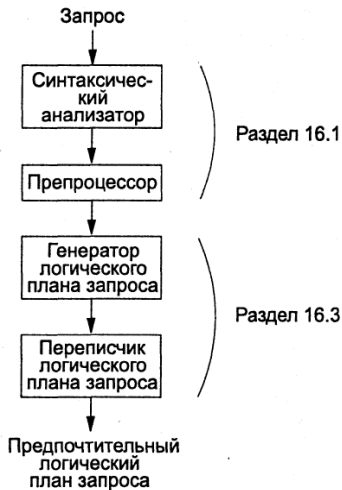 Запрос
Синтаксичес-
кий
анализатор
Раздел 16.1
Препроцессор
Генератор
логического
плана запроса
Раздел 16.3
Переписчик
логического
плана запроса
Предпочтительный
логический
план запроса